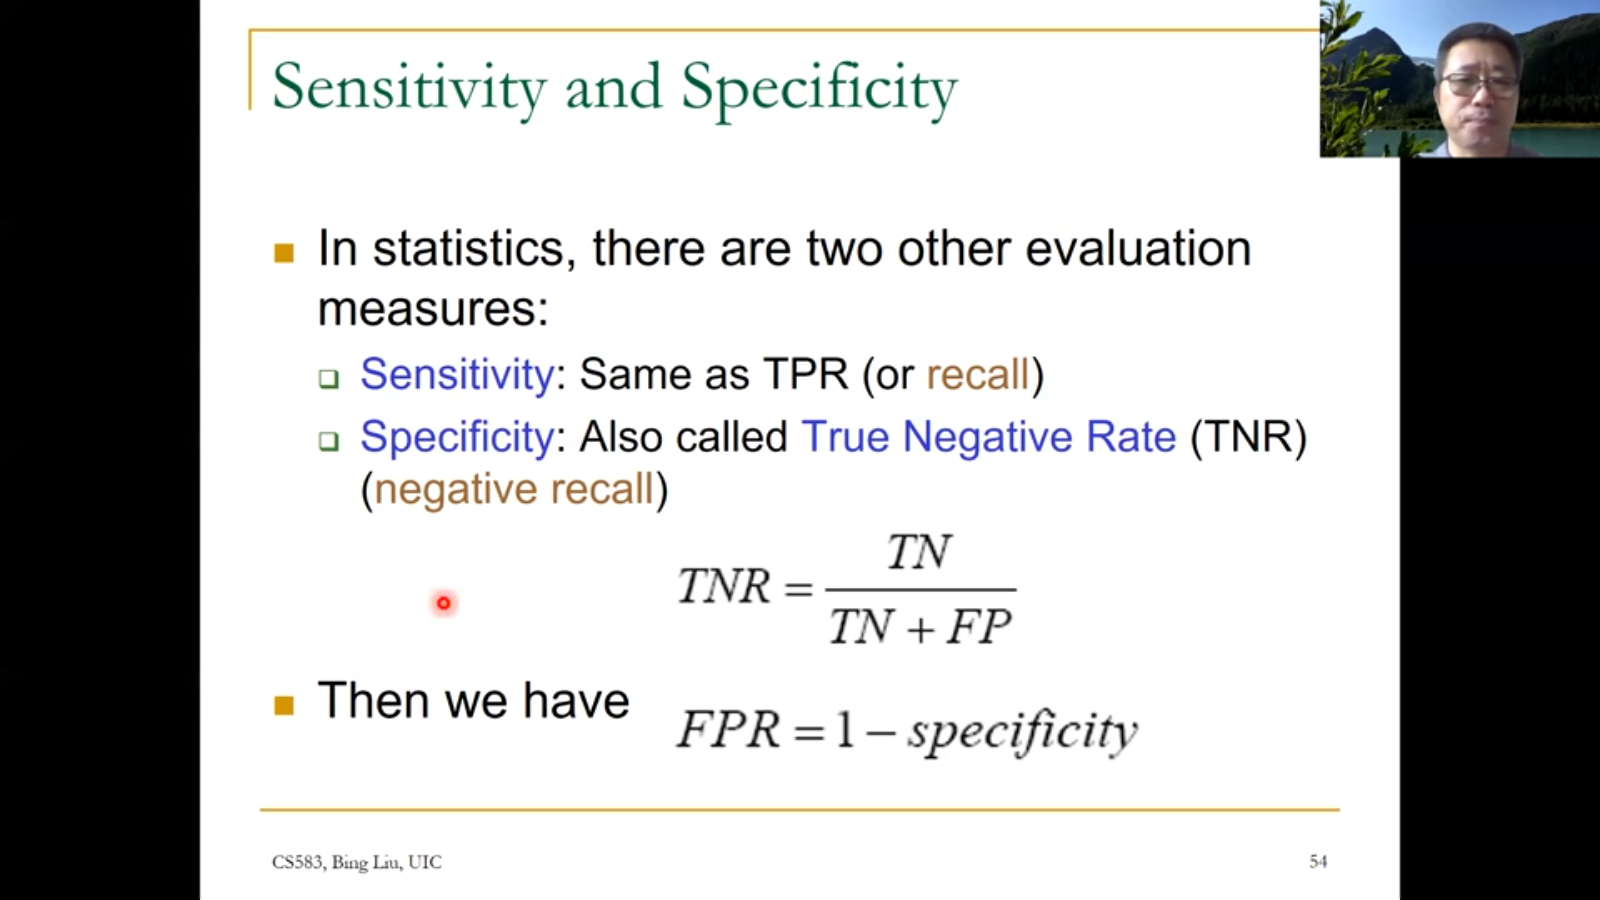 Sensitivity and Specificity
In statistics, there are two other evaluation
measures:
Sensitivity: Same as TPR (or recall)
Specificity: Also called True Negative Rate (TNR)
(negative recall)
TNR = TN / TN + FP
Then we have
FPR = 1 − specificity
CS583, Bing Liu, UIC
54